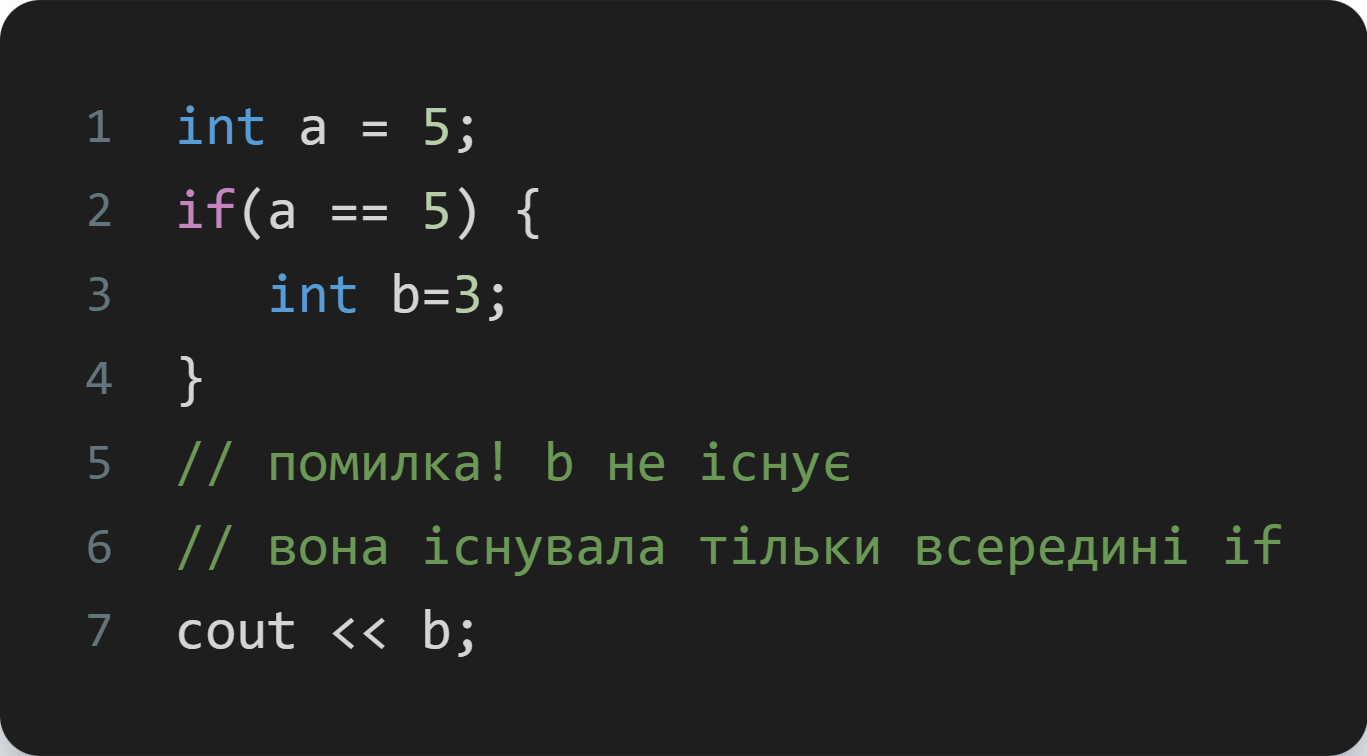 1 int a = 5;
2 if(a == 5) {
3    int b=3;
4 }
5 // помилка! b не існує
6 // вона існувала тільки всередині if
7 cout << b;